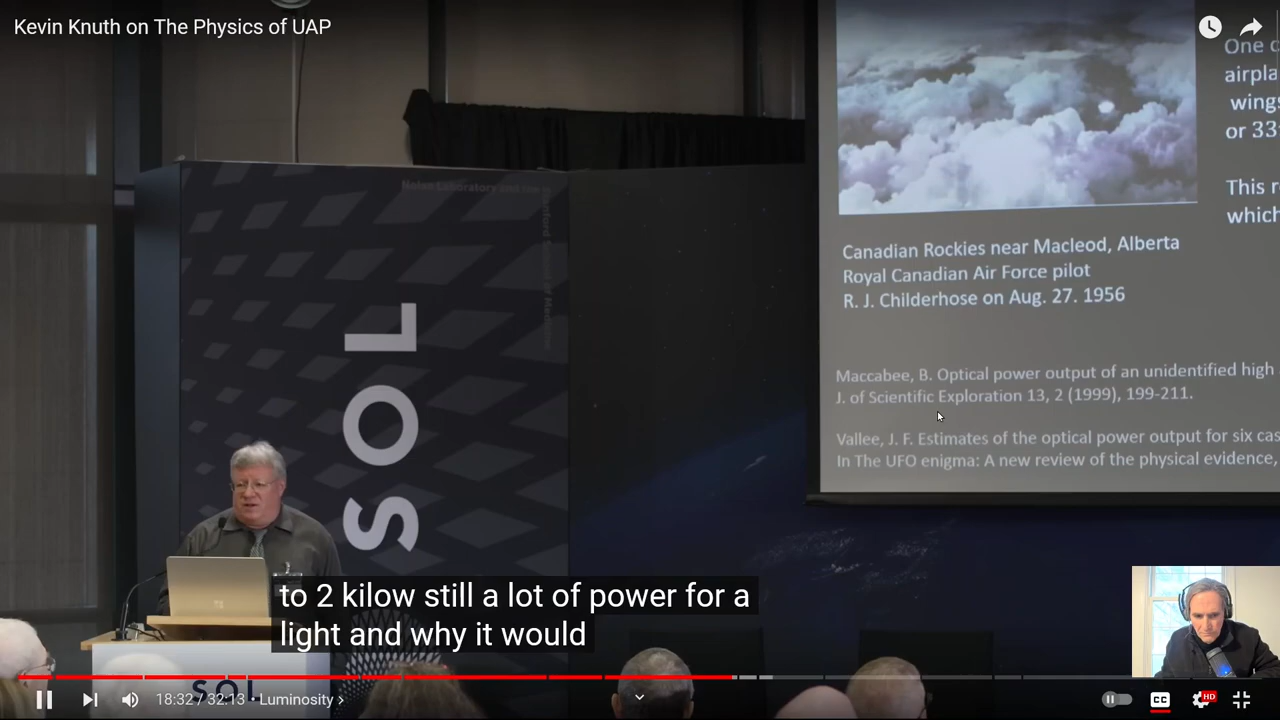 Kevin Knuth on The Physics of UAP
One
airpla
wings
or 33
This r
which
Canadian Rockies near Macleod, Alberta
Royal Canadian Air Force pilot
R. J. Childerhose on Aug. 27. 1956
Maccabee, B. Optical power output of an unidentified high
J. of Scientific Exploration 13, 2 (1999), 199-211.
Vallee, J. F. Estimates of the optical power output for six cas
In The UFO enigma: A new review of the physical evidence,
SOL
to 2 kilow still a lot of power for a
light and why it would
SOL
18:32 / 32:13 • Luminosity
CC
HD